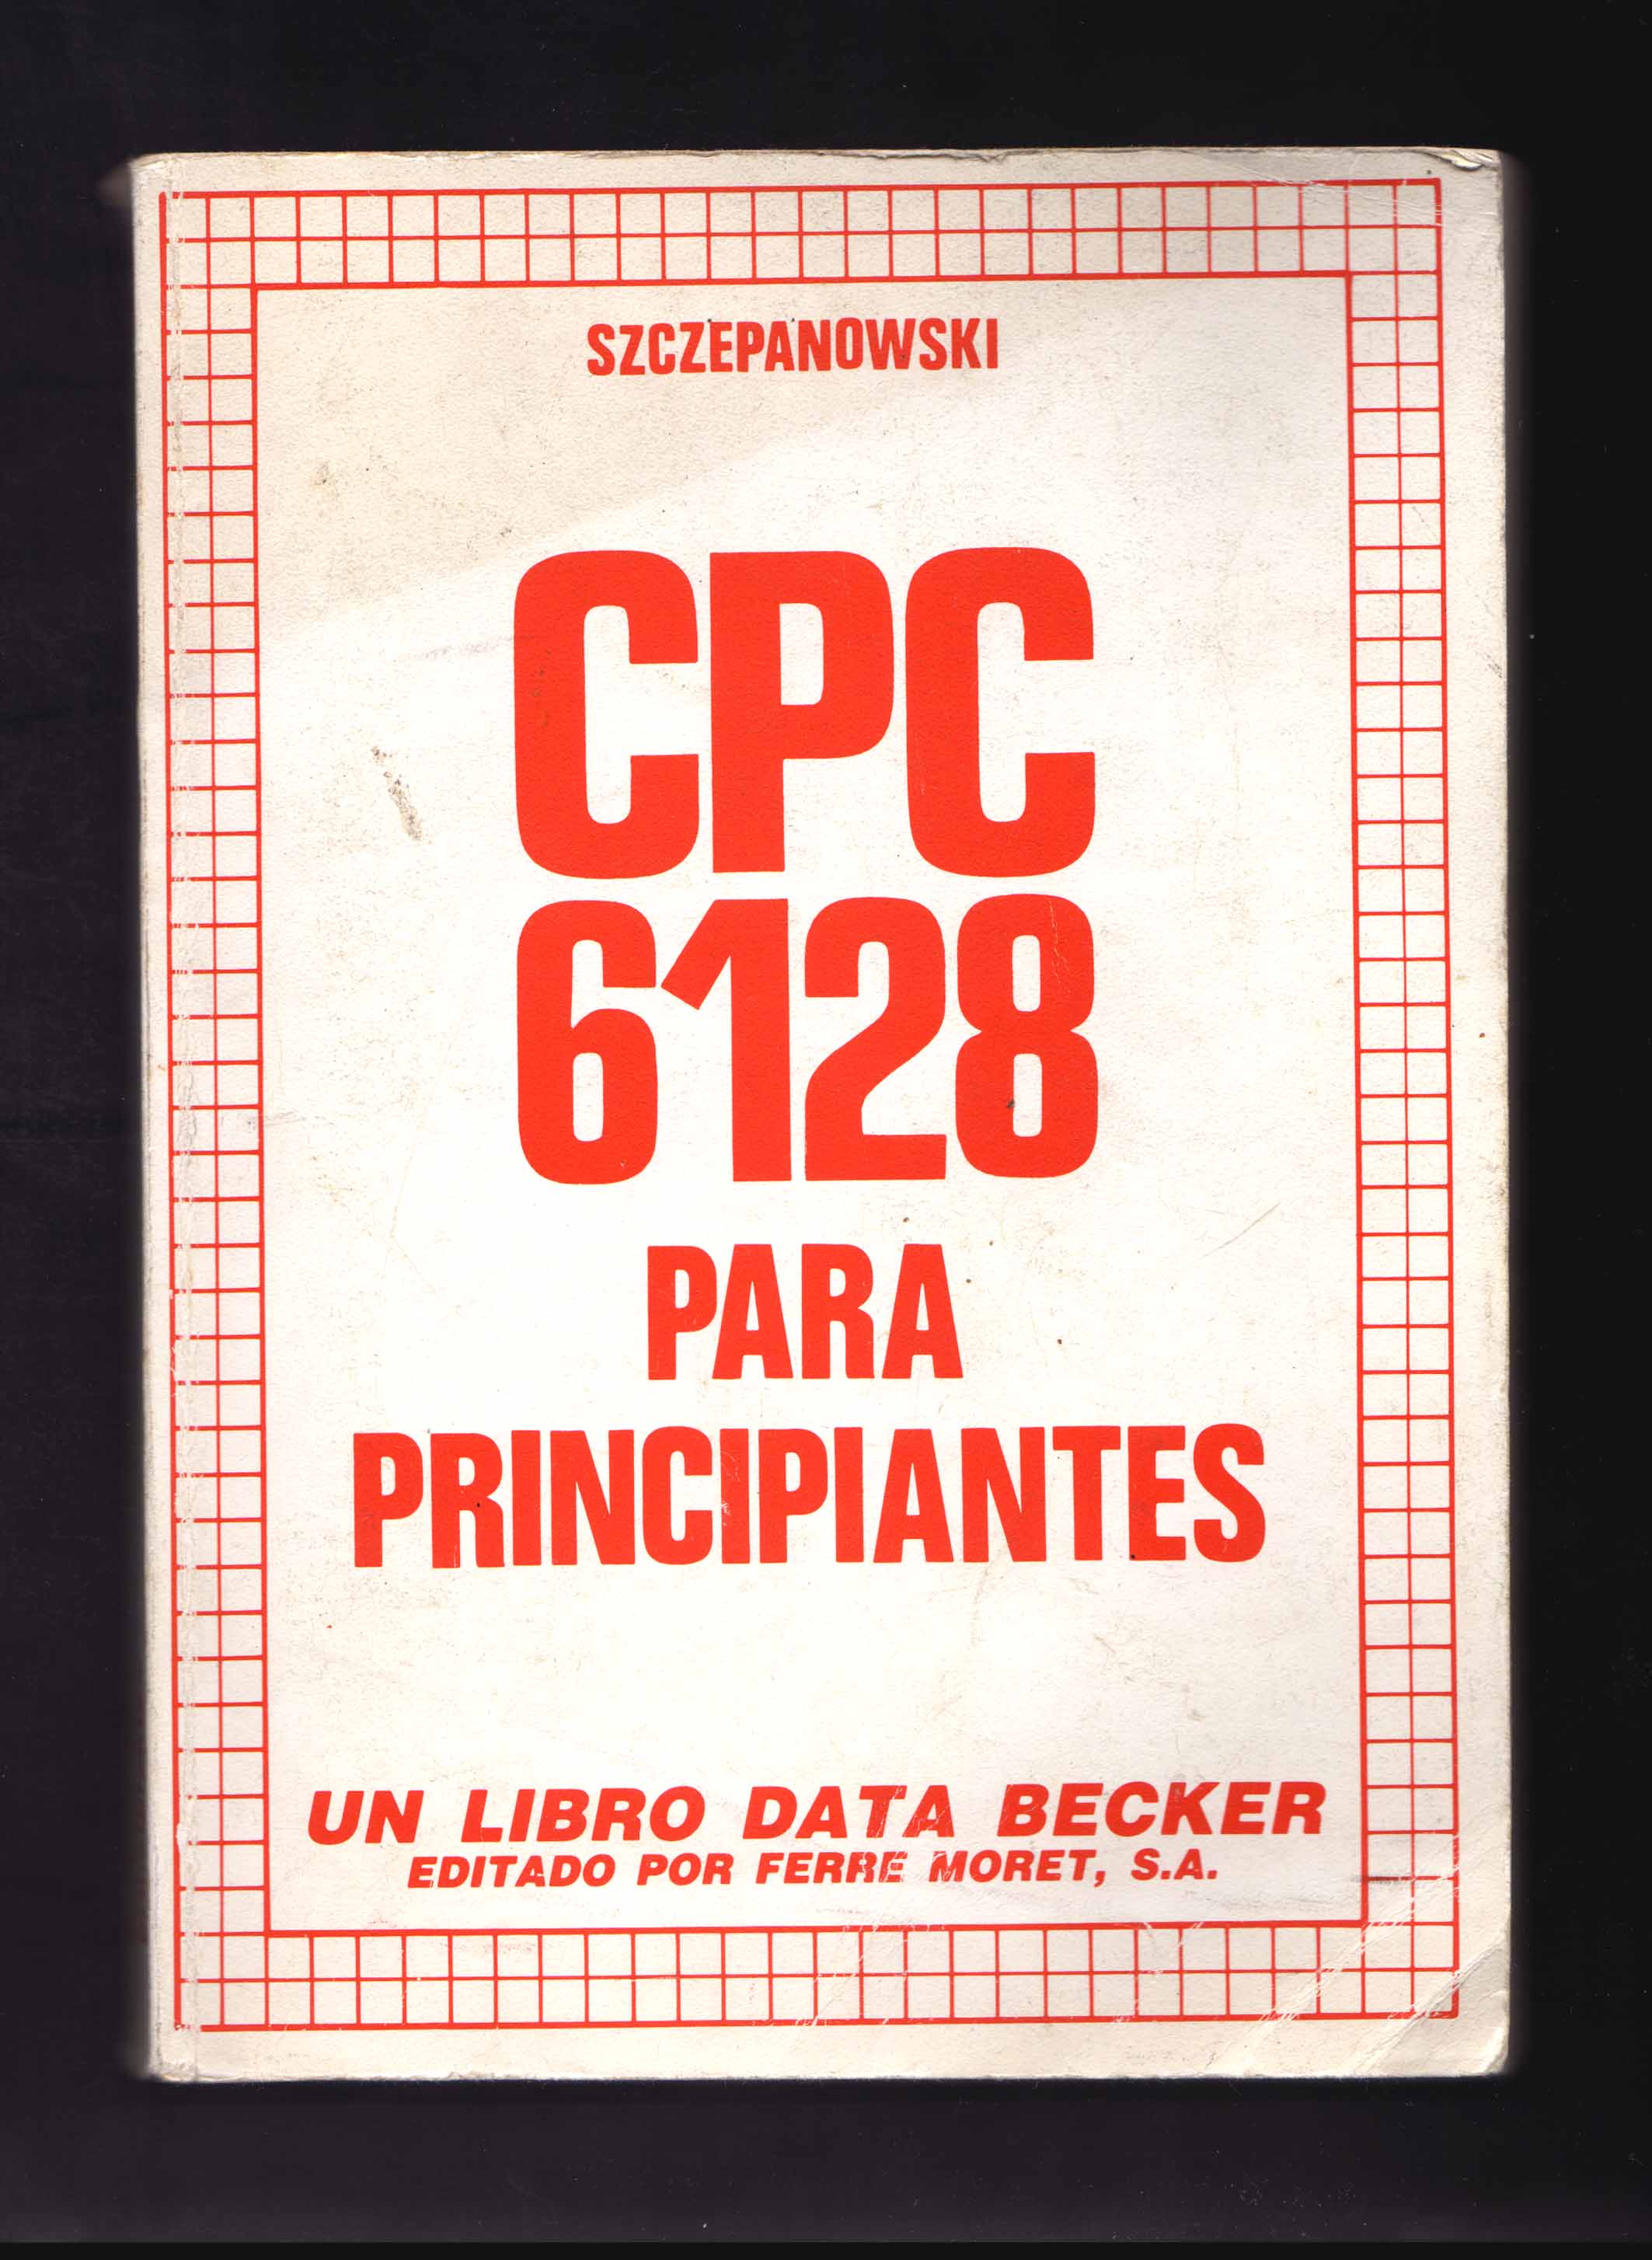 SZCZEPANOWSKI
CPC
6128
PARA
PRINCIPIANTES
UN LIBRO DATA BECKER
EDITADO POR FERRE MORET, S.A.